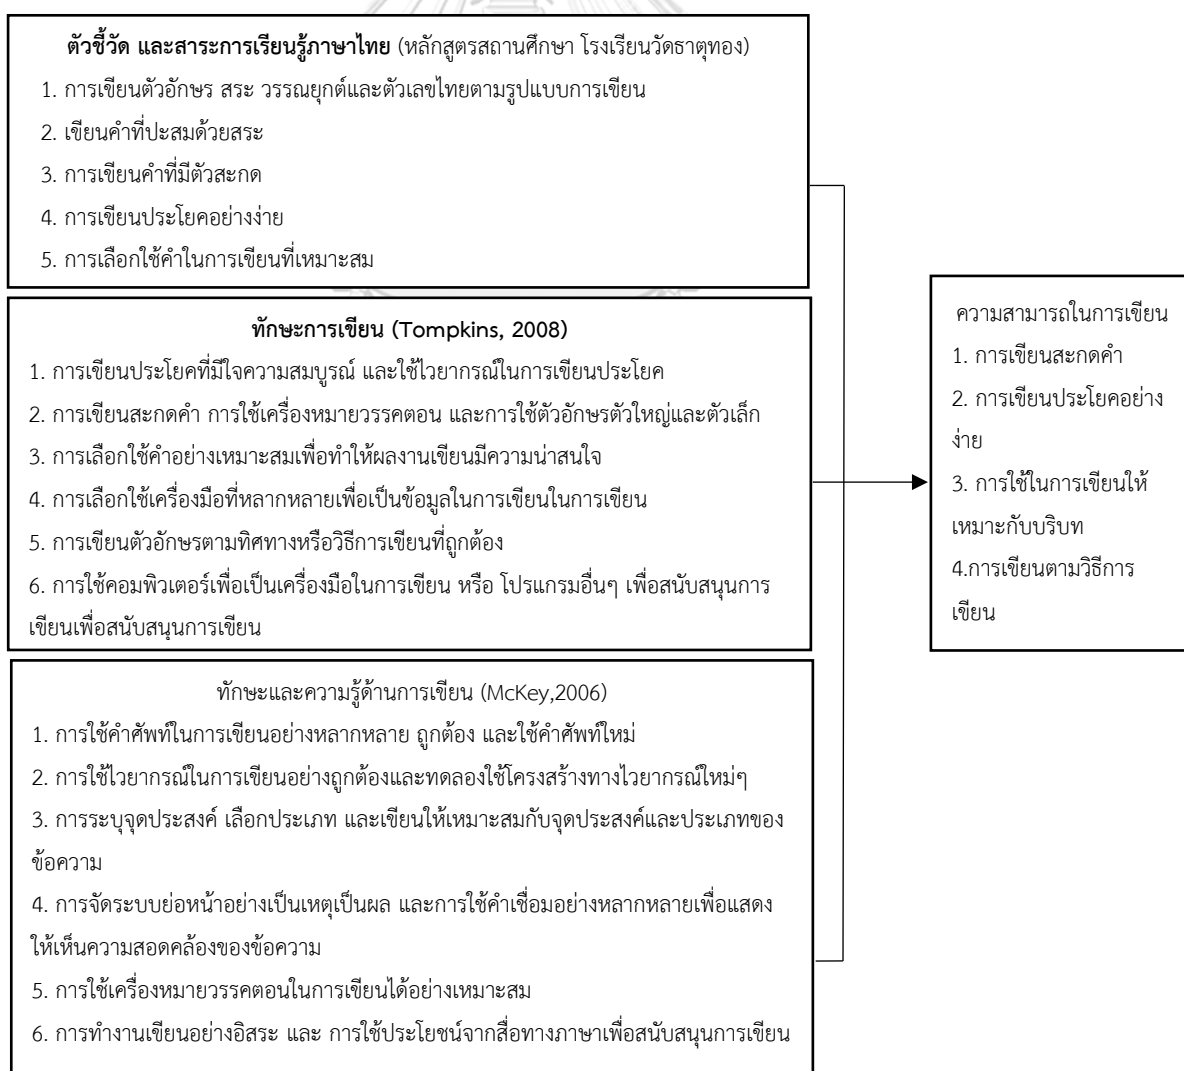 ตัวชี้วัด และสาระการเรียนรู้ภาษาไทย (หลักสูตรสถานศึกษา โรงเรียนวัดธาตุทอง)
1. การเขียนตัวอักษร สระ วรรณยุกต์และตัวเลขไทยตามรูปแบบการเขียน
2. เขียนคำที่ปะสมด้วยสระ
3. การเขียนคำที่มีตัวสะกด
4. การเขียนประโยคอย่างง่าย
5. การเลือกใช้คำในการเขียนที่เหมาะสม
ทักษะการเขียน (Tompkins, 2008)
1. การเขียนประโยคที่มีใจความสมบูรณ์ และใช้ไวยากรณ์ในการเขียนประโยค
2. การเขียนสะกดคำ การใช้เครื่องหมายวรรคตอน และการใช้ตัวอักษรตัวใหญ่และตัวเล็ก
3. การเลือกใช้คำอย่างเหมาะสมเพื่อทำให้ผลงานเขียนมีความน่าสนใจ
4. การเลือกใช้เครื่องมือที่หลากหลายเพื่อเป็นข้อมูลในการเขียนในการเขียน
5. การเขียนตัวอักษรตามทิศทางหรือวิธีการเขียนที่ถูกต้อง
6. การใช้คอมพิวเตอร์เพื่อเป็นเครื่องมือในการเขียน หรือ โปรแกรมอื่นๆ เพื่อสนับสนุนการ
เขียนเพื่อสนับสนุนการเขียน
ทักษะและความรู้ด้านการเขียน (McKey,2006)
1. การใช้คำศัพท์ในการเขียนอย่างหลากหลาย ถูกต้อง และใช้คำศัพท์ใหม่
2. การใช้ไวยากรณ์ในการเขียนอย่างถูกต้องและทดลองใช้โครงสร้างทางไวยากรณ์ใหม่ๆ
3. การระบุจุดประสงค์ เลือกประเภท และเขียนให้เหมาะสมกับจุดประสงค์และประเภทของ
ข้อความ
4. การจัดระบบย่อหน้าอย่างเป็นเหตุเป็นผล และการใช้คำเชื่อมอย่างหลากหลายเพื่อแสดง
ให้เห็นความสอดคล้องของข้อความ
5. การใช้เครื่องหมายวรรคตอนในการเขียนได้อย่างเหมาะสม
6. การทำงานเขียนอย่างอิสระ และ การใช้ประโยชน์จากสื่อทางภาษาเพื่อสนับสนุนการเขียน
ความสามารถในการเขียน
1. การเขียนสะกดคำ
2. การเขียนประโยคอย่าง
ง่าย
3. การใช้ในการเขียนให้
เหมาะกับบริบท
4.การเขียนตามวิธีการ
เขียน